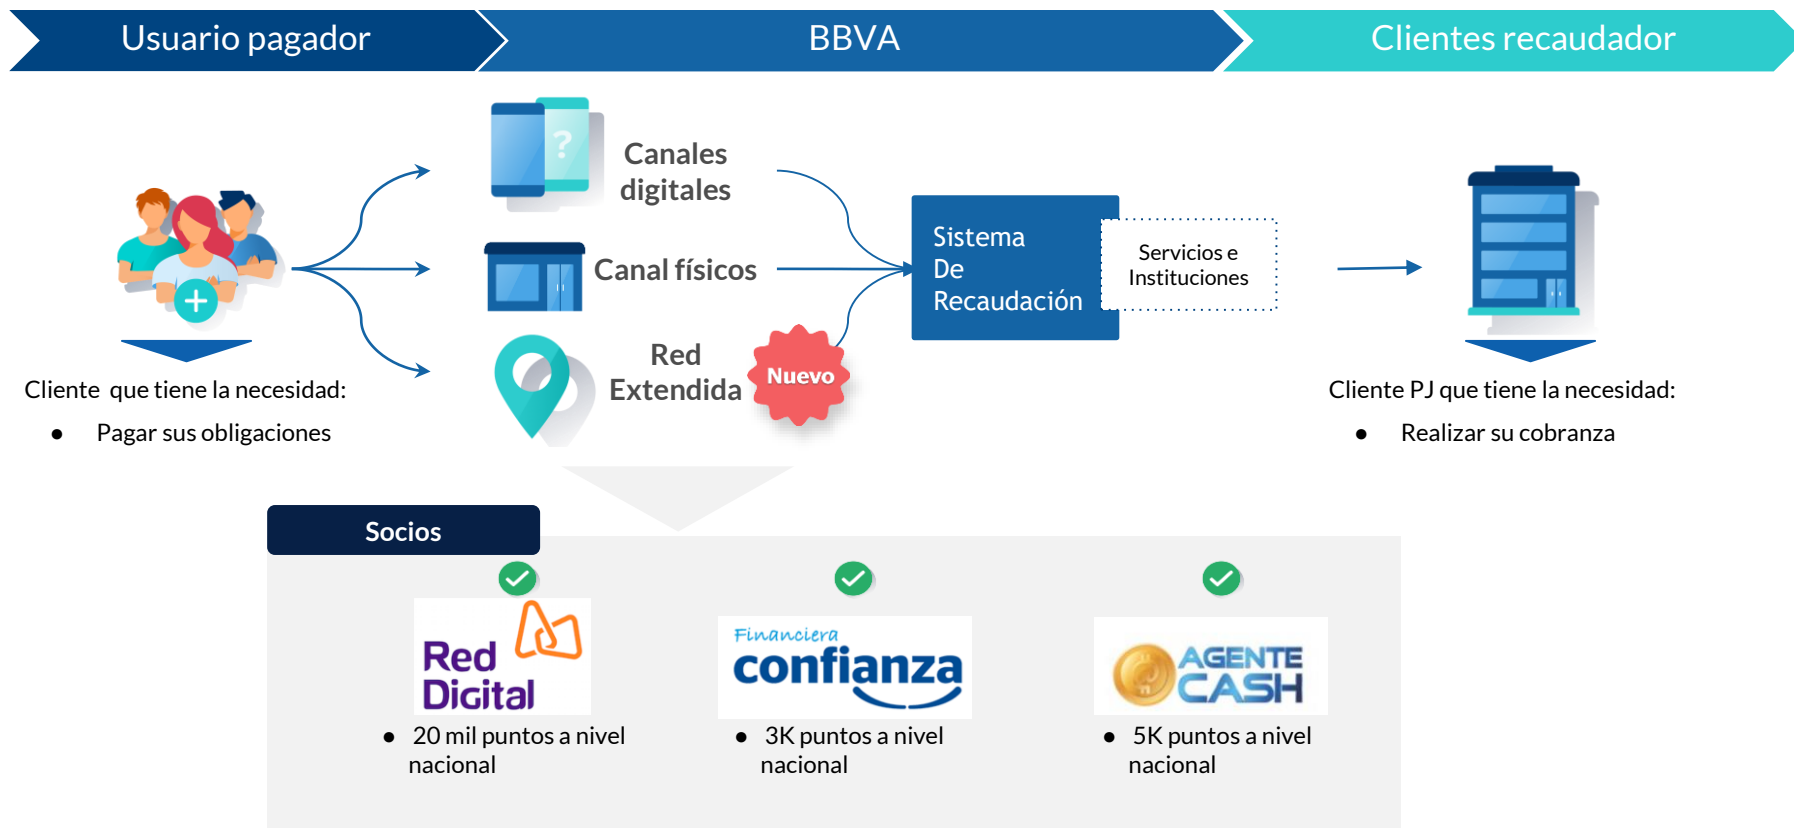 Usuario pagador
BBVA
Clientes recaudador
Canales
digitales
Canal físicos
Red
Extendida
Nuevo
Sistema
De
Recaudación
Servicios e
Instituciones
Cliente que tiene la necesidad:
● Pagar sus obligaciones
Cliente PJ que tiene la necesidad:
● Realizar su cobranza
Socios
Red
Digital
● 20 mil puntos a nivel
nacional
Financiera
confianza
● 3K puntos a nivel
nacional
AGENTE
CASH
● 5K puntos a nivel
nacional